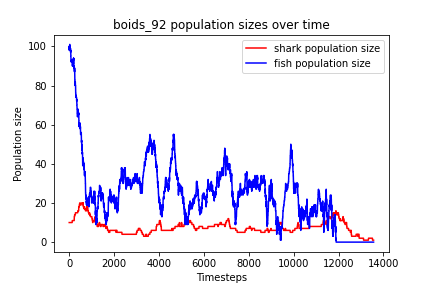 boids_92 population sizes over time
shark population size
fish population size
Population size
100
80
60
40
20
0
0 2000 4000 6000 8000 10000 12000 14000
Timesteps